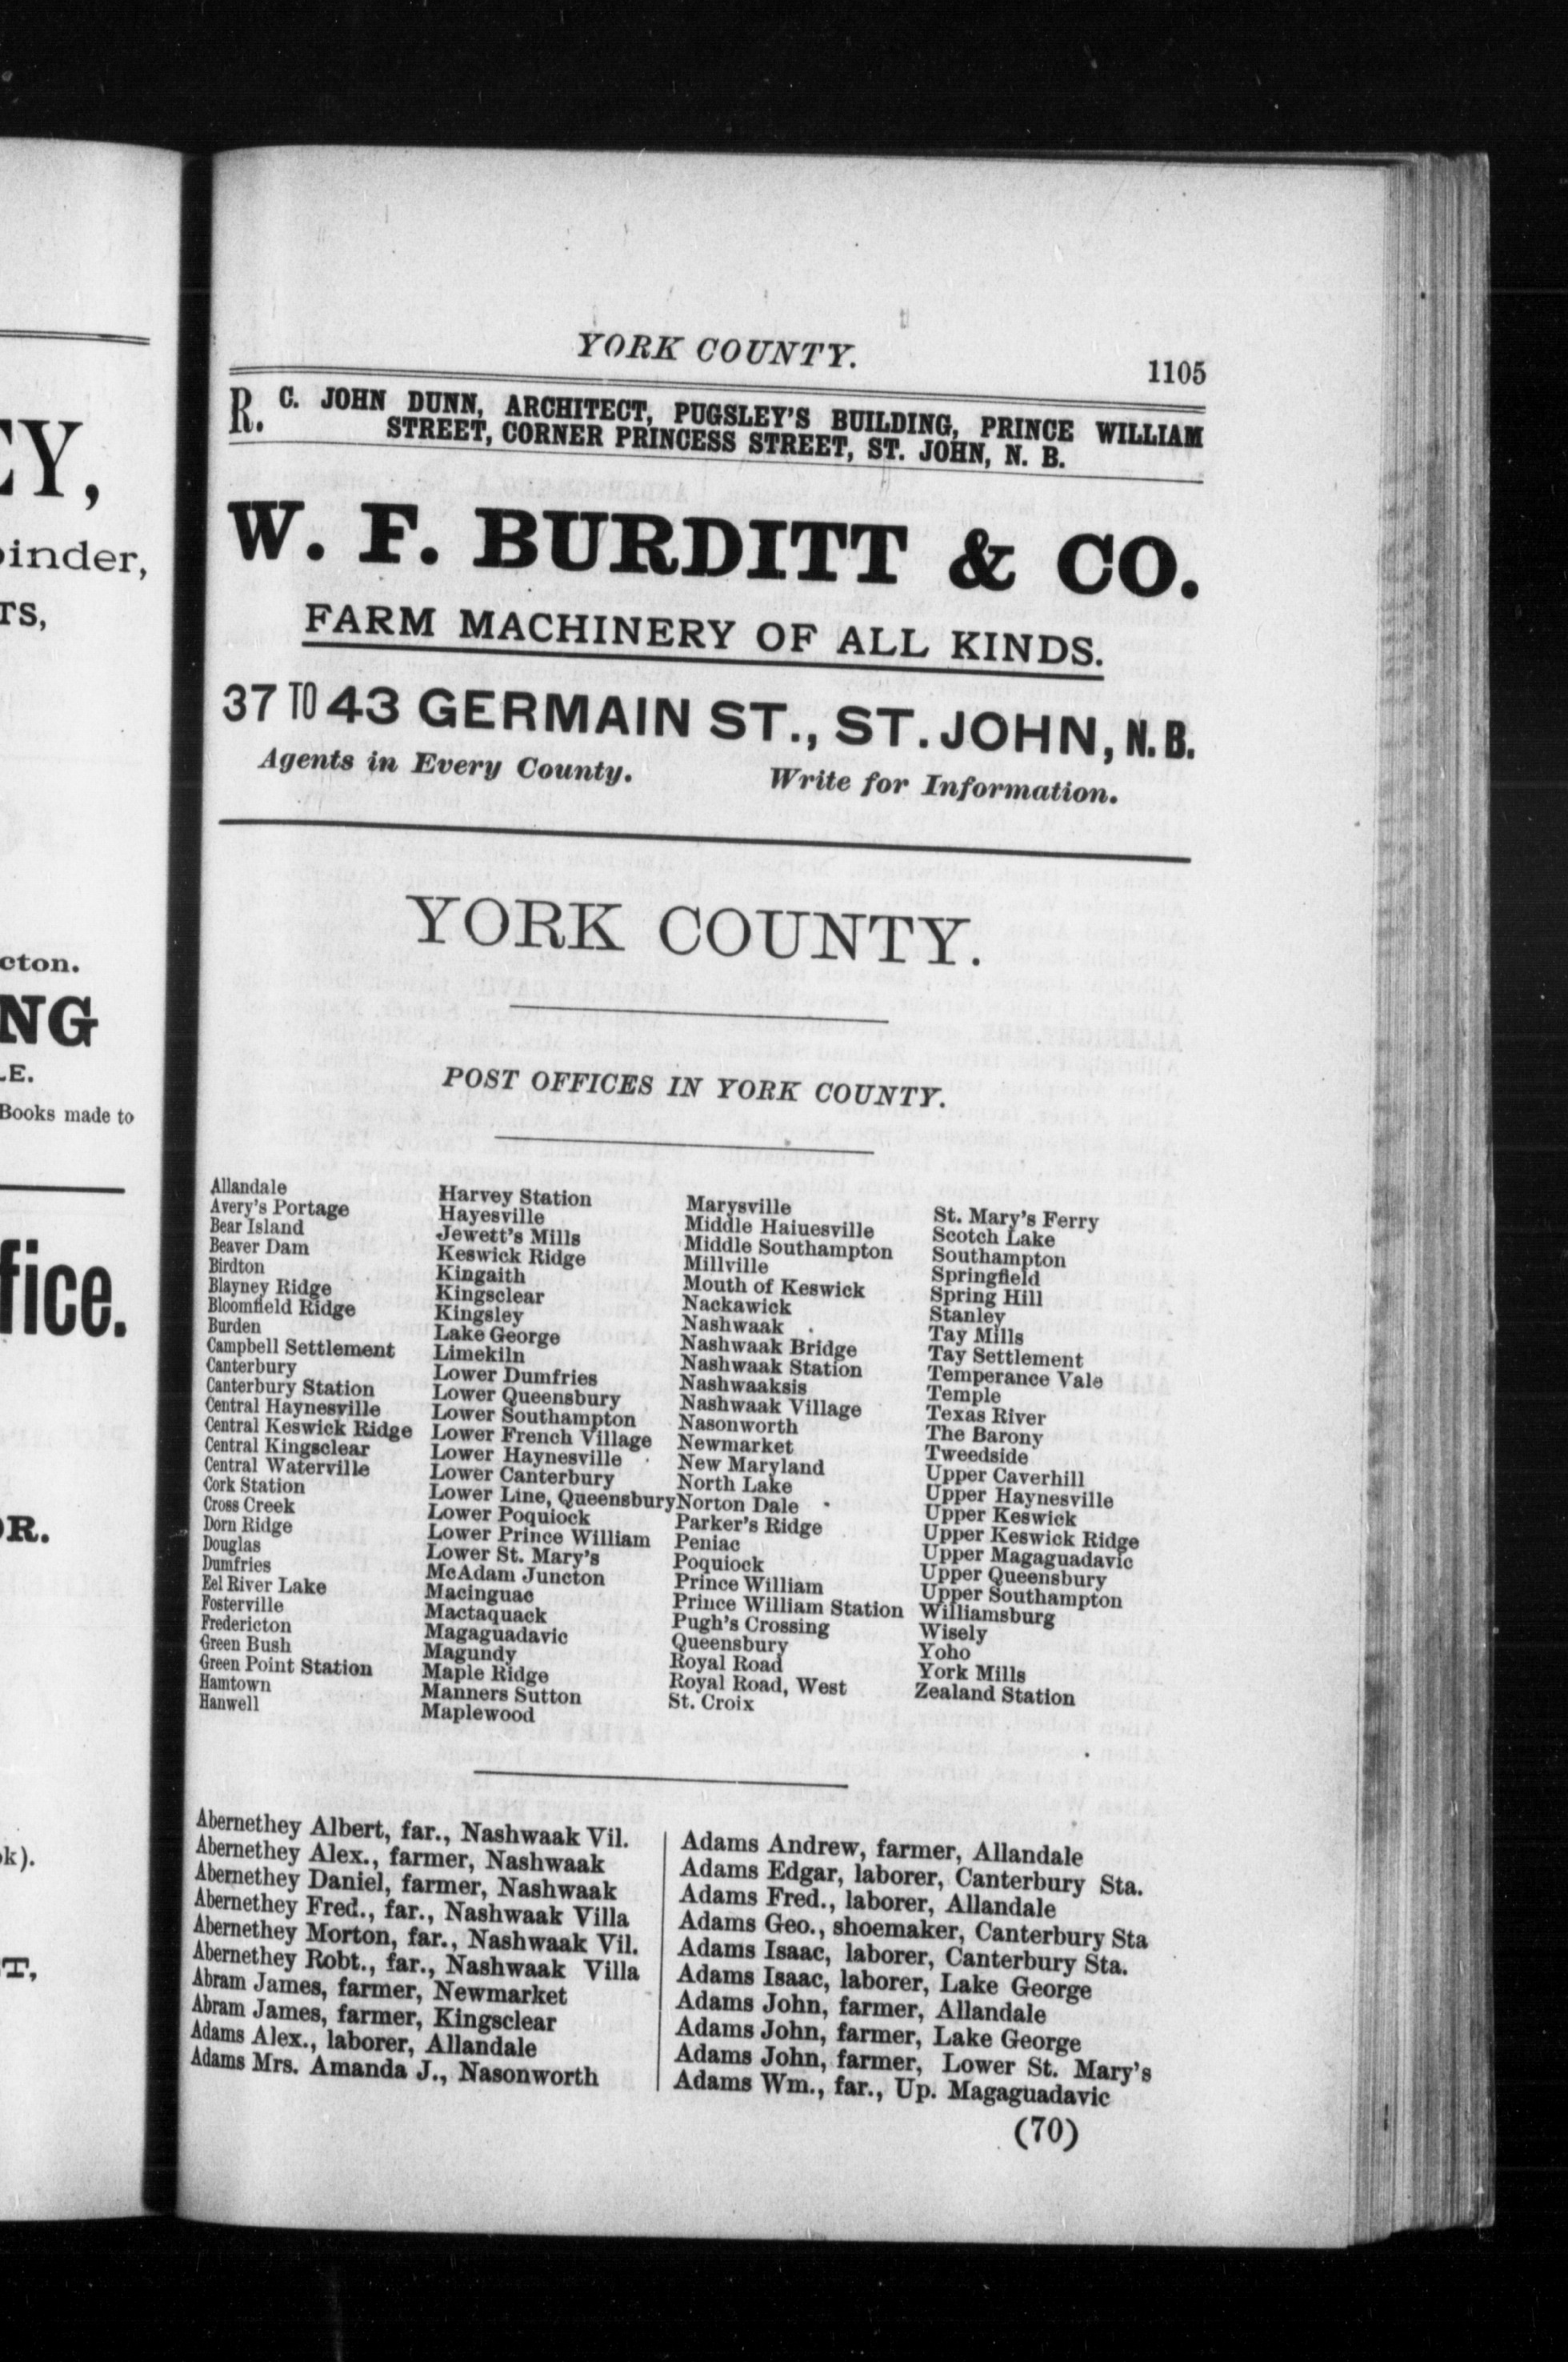 EY,
binder,
TS,
cton.
NG
LE.
Books made to
fice.
OR.
ok).
T,
YORK COUNTY.
1105
R. C. JOHN DUNN, ARCHITECT, PUGSLEY'S BUILDING, PRINCE WILLIAM
STREET, CORNER PRINCESS STREET, ST. JOHN, N. B.
W. F. BURDITT & CO.
FARM MACHINERY OF ALL KINDS.
37 TO 43 GERMAIN ST., ST. JOHN, N. B.
Agents in Every County. Write for Information.
YORK COUNTY.
POST OFFICES IN YORK COUNTY.
Allandale
Avery's Portage
Bear Island
Beaver Dam
Birdton
Blayney Ridge
Bloomfield Ridge
Burden
Campbell Settlement
Canterbury
Canterbury Station
Central Haynesville
Central Keswick Ridge
Central Kingsclear
Central Waterville
Cork Station
Cross Creek
Dorn Ridge
Douglas
Dumfries
Eel River Lake
Fosterville
Fredericton
Green Bush
Green Point Station
Hamtown
Hanwell
Harvey Station
Hayesville
Jewett's Mills
Keswick Ridge
Kingaith
Kingsclear
Kingsley
Lake George
Limekiln
Lower Dumfries
Lower Queensbury
Lower Southampton
Lower French Village
Lower Haynesville
Lower Canterbury
Lower Line, Queensbury
Lower Poquiock
Lower Prince William
Lower St. Mary's
McAdam Juncton
Macinguac
Mactaquack
Magaguadavic
Magundy
Maple Ridge
Manners Sutton
Maplewood
Marysville
Middle Haiuesville
Middle Southampton
Millville
Mouth of Keswick
Nackawick
Nashwaak
Nashwaak Bridge
Nashwaak Station
Nashwaaksis
Nashwaak Village
Nasonworth
Newmarket
New Maryland
North Lake
Norton Dale
Parker's Ridge
Peniac
Poquiock
Prince William
Prince William Station
Pugh's Crossing
Queensbury
Royal Road
Royal Road, West
St. Croix
St. Mary's Ferry
Scotch Lake
Southampton
Springfield
Spring Hill
Stanley
Tay Mills
Tay Settlement
Temperance Vale
Temple
Texas River
The Barony
Tweedside
Upper Caverhill
Upper Haynesville
Upper Keswick
Upper Keswick Ridge
Upper Magaguadavic
Upper Queensbury
Upper Southampton
Williamsburg
Wisely
Yoho
York Mills
Zealand Station
Abernethey Albert, far., Nashwaak Vil.
Abernethey Alex., farmer, Nashwaak
Abernethey Daniel, farmer, Nashwaak
Abernethey Fred., far., Nashwaak Villa
Abernethey Morton, far., Nashwaak Vil.
Abernethey Robt., far., Nashwaak Villa
Abram James, farmer, Newmarket
Abram James, farmer, Kingsclear
Adams Alex., laborer, Allandale
Adams Mrs. Amanda J., Nasonworth
Adams Andrew, farmer, Allandale
Adams Edgar, laborer, Canterbury Sta.
Adams Fred., laborer, Allandale
Adams Geo., shoemaker, Canterbury Sta
Adams Isaac, laborer, Canterbury Sta.
Adams Isaac, laborer, Lake George
Adams John, farmer, Allandale
Adams John, farmer, Lake George
Adams John, farmer, Lower St. Mary's
Adams Wm., far., Up. Magaguadavic
(70)